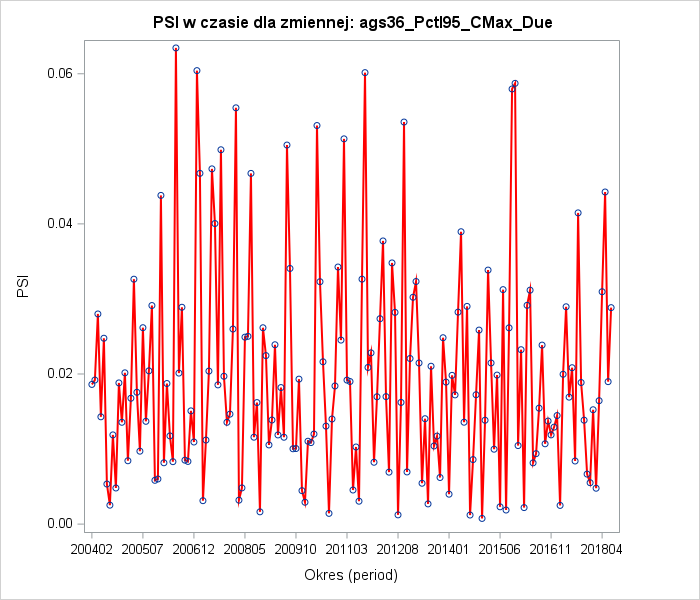 PSI w czasie dla zmiennej: ags36_Pctl95_CMax_Due
0.06
0.04
0.02
0.00
PSI
200402 200507 200612 200805 200910 201103 201208 201401 201506 201611 201804
Okres (period)